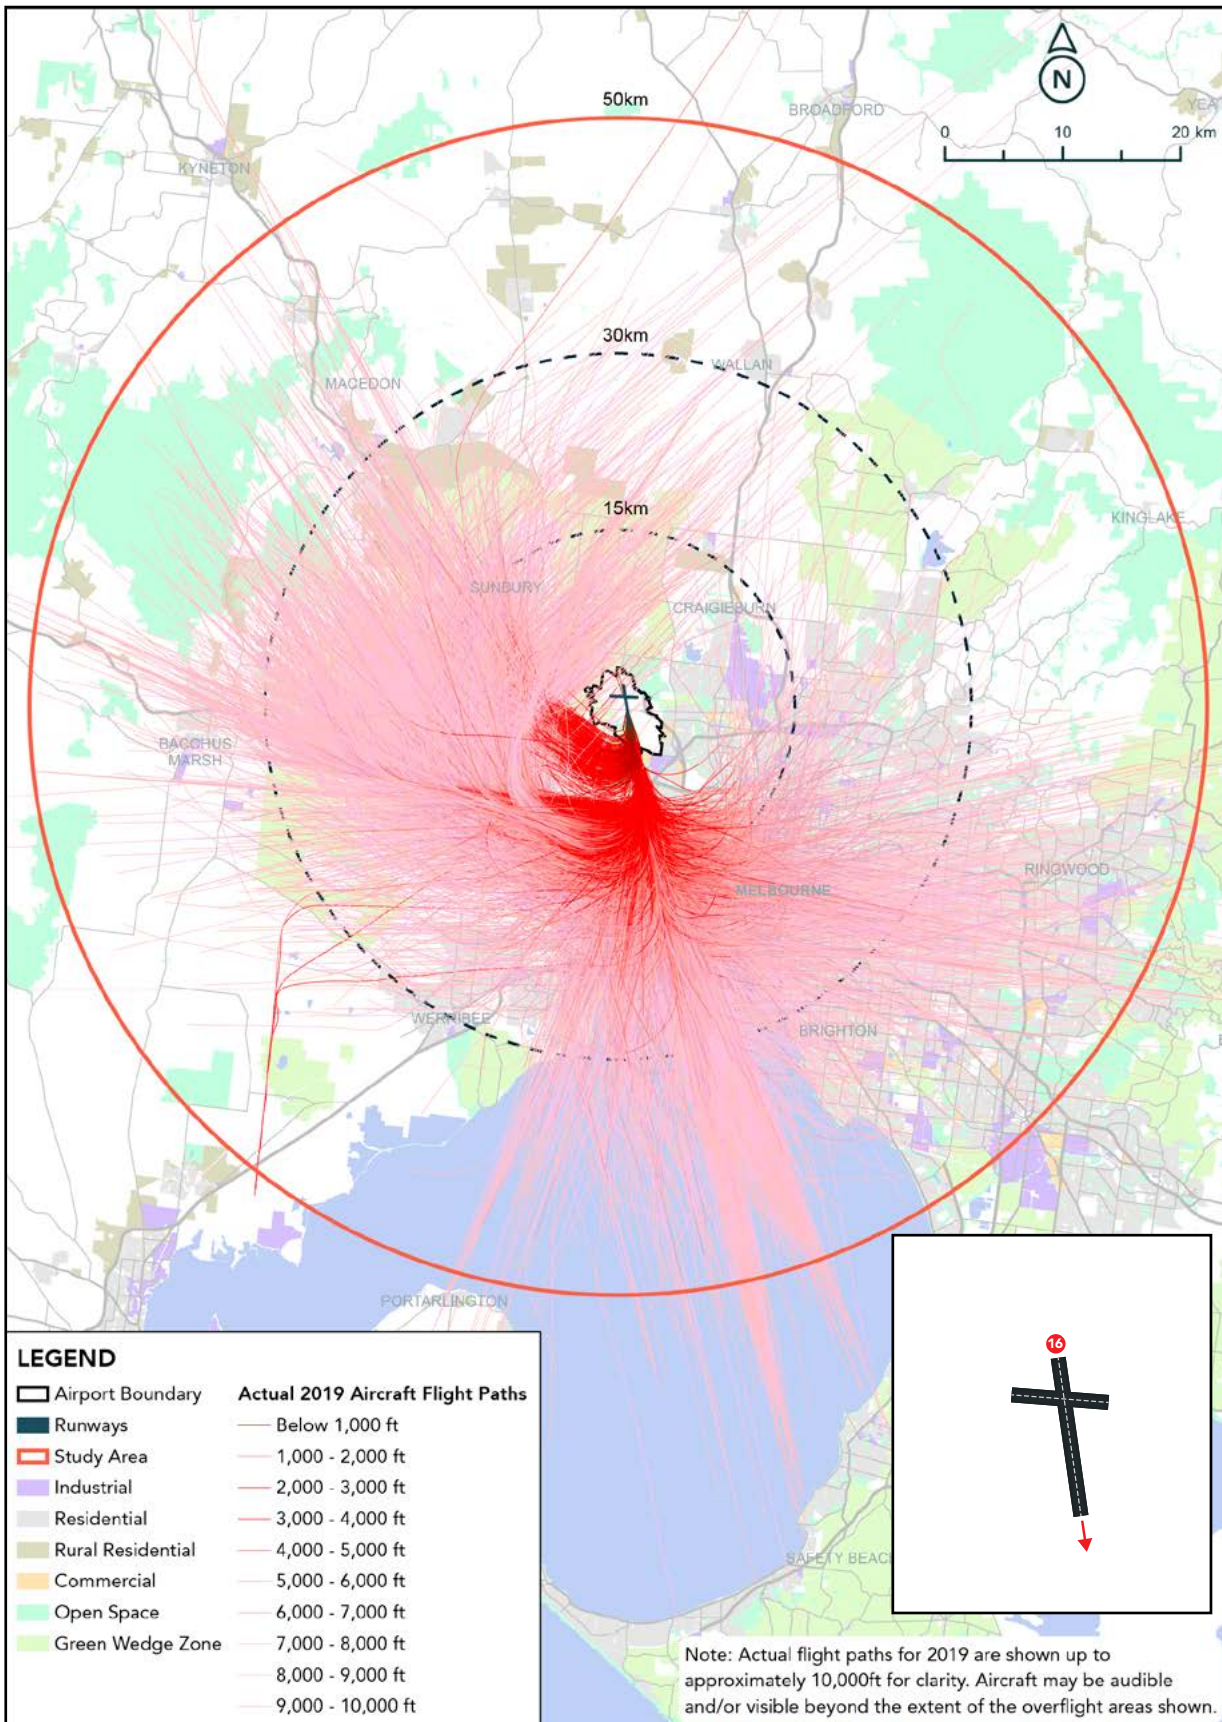 50km
BROADFORD
N
0 10 20 km
YEA
KYNETON
30km
WALLAN
MACEDON
15km
KINGLAKE
SUNBURY
CRAIGIEBURN
BACCHUS
MARSH
RINGWOOD
MELBOURNE
WERRIBEE
BRIGHTON
PORTARLINGTON
16
SAFETY BEAC
LEGEND
Airport Boundary
Runways
Study Area
Industrial
Residential
Rural Residential
Commercial
Open Space
Green Wedge Zone
Actual 2019 Aircraft Flight Paths
Below 1,000 ft
1,000 - 2,000 ft
2,000 - 3,000 ft
3,000 - 4,000 ft
4,000 - 5,000 ft
5,000 - 6,000 ft
6,000 - 7,000 ft
7,000 - 8,000 ft
8,000 - 9,000 ft
9,000 - 10,000 ft
Note: Actual flight paths for 2019 are shown up to
approximately 10,000ft for clarity. Aircraft may be audible
and/or visible beyond the extent of the overflight areas shown.